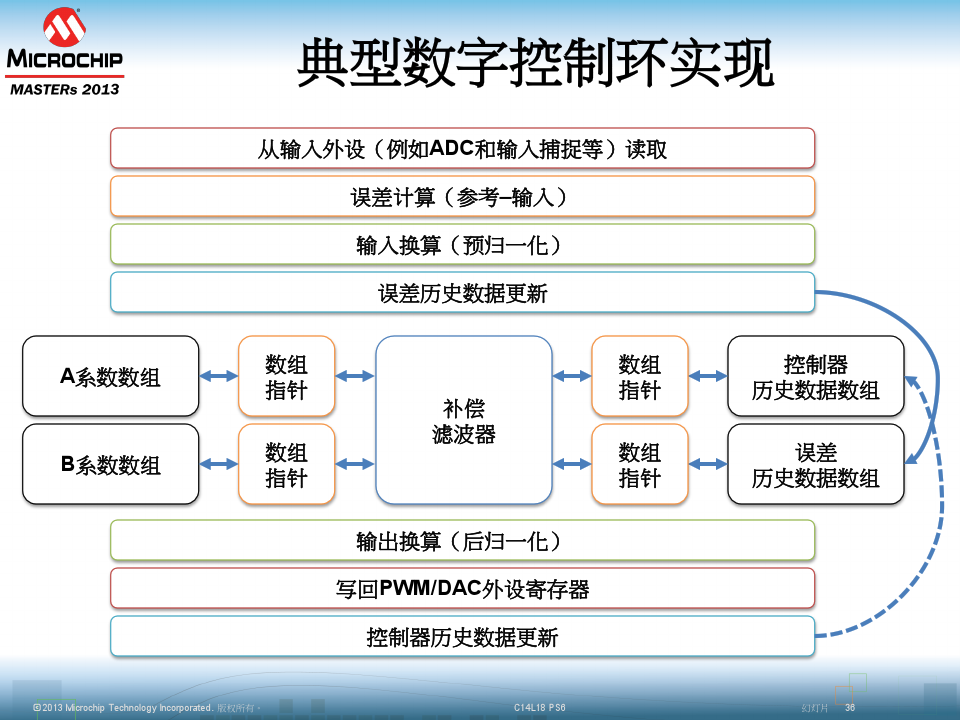 MICROCHIP
MASTERs 2013
典型数字控制环实现
从输入外设（例如ADC和输入捕捉等）读取
误差计算（参考–输入）
输入换算（预归一化）
误差历史数据更新
A系数数组
数组
指针
补偿
滤波器
数组
指针
控制器
历史数据数组
B系数数组
数组
指针
数组
指针
误差
历史数据数组
输出换算（后归一化）
写回PWM/DAC外设寄存器
控制器历史数据更新
©2013 Microchip Technology Incorporated. 版权所有。
C14L18 PS6
幻灯片 36